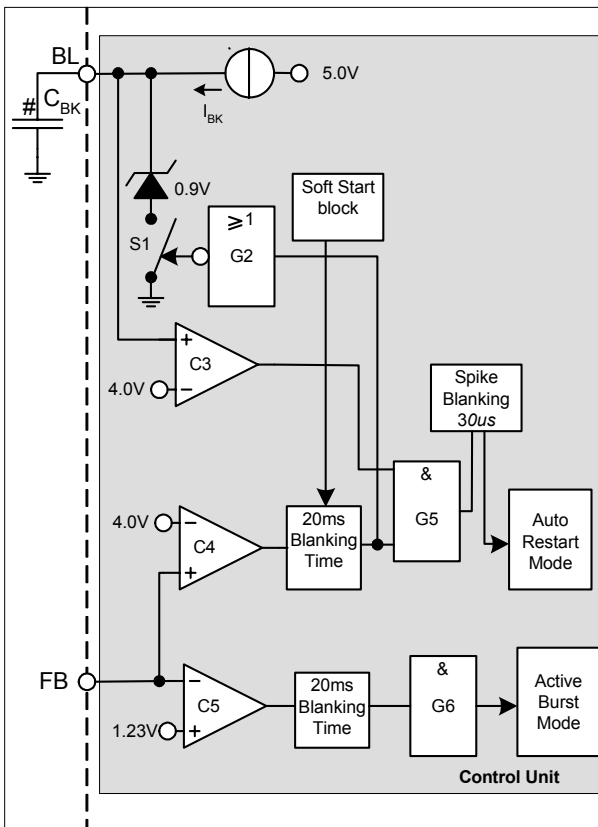 BL
5.0V
# C_BK
I_BK
0.9V
Soft Start
block
S1
≥1
G2
+
C3
4.0V
−
Spike
Blanking
30us
&
G5
4.0V
−
C4
+
20ms
Blanking
Time
Auto
Restart
Mode
FB
−
C5
1.23V
+
20ms
Blanking
Time
&
G6
Active
Burst
Mode
Control Unit